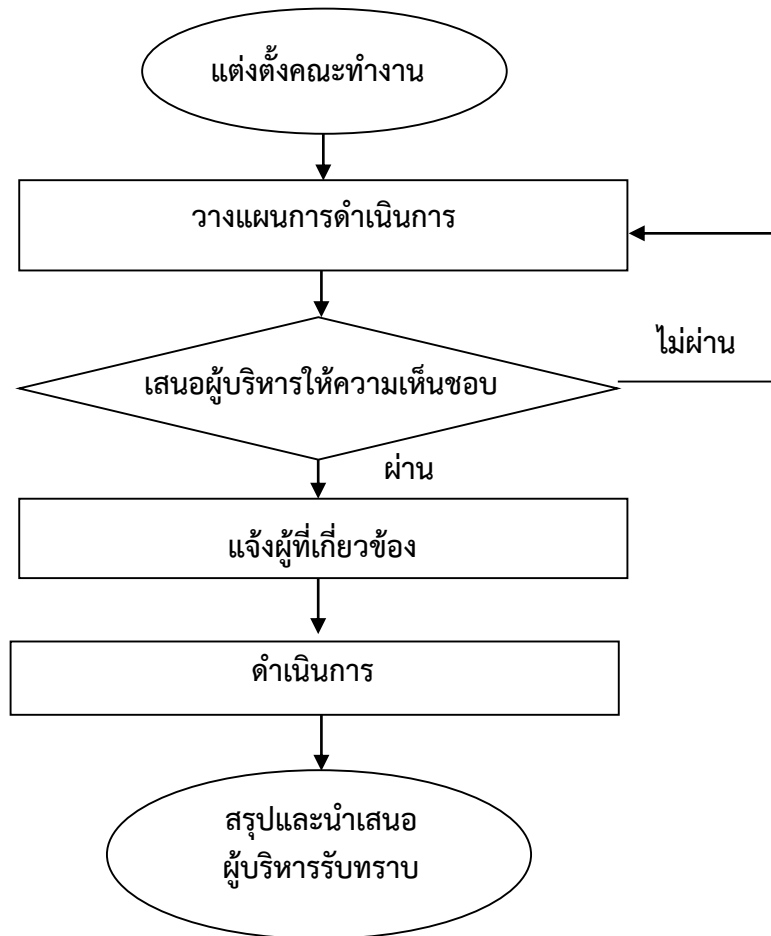 แต่งตั้งคณะทำงาน
วางแผนการดำเนินการ
ไม่ผ่าน
เสนอผู้บริหารให้ความเห็นชอบ
ผ่าน
แจ้งผู้ที่เกี่ยวข้อง
ดำเนินการ
สรุปและนำเสนอ
ผู้บริหารรับทราบ